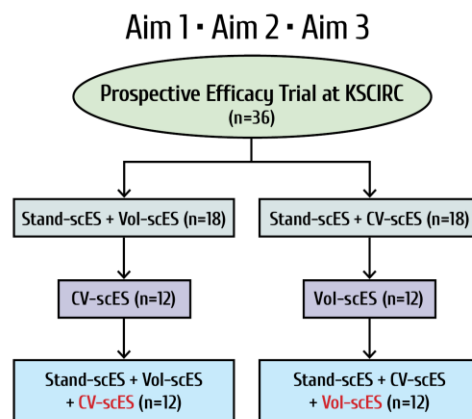 Aim 1 • Aim 2 • Aim 3
Prospective Efficacy Trial at KSCIRC
(n=36)
Stand-scES + Vol-scES (n=18)
Stand-scES + CV-scES (n=18)
CV-scES (n=12)
Vol-scES (n=12)
Stand-scES + Vol-scES
+ CV-scES (n=12)
Stand-scES + CV-scES
+ Vol-scES (n=12)